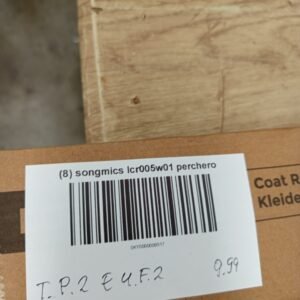 (8) songmics lcr005w01 perchero
Coat R
Kleide
T. P. 2 E 4. F. 2 9.99